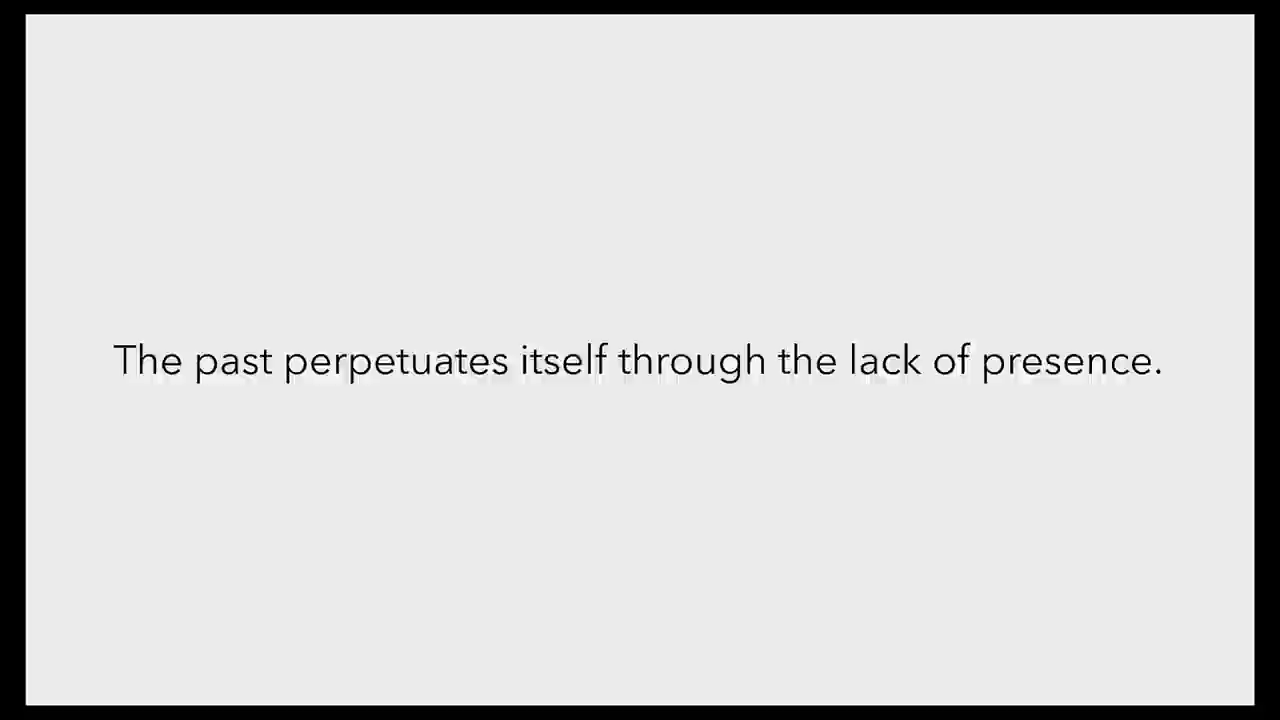 The past perpetuates itself through the lack of presence.